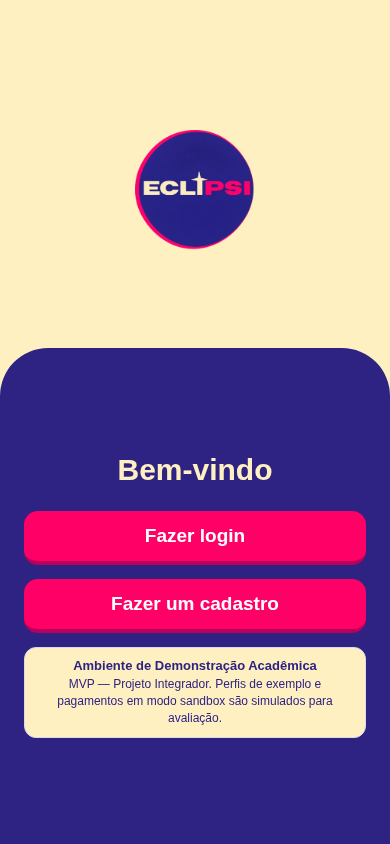 ECLIPSI
Bem-vindo
Fazer login
Fazer um cadastro
Ambiente de Demonstração Acadêmica
MVP — Projeto Integrador. Perfis de exemplo e
pagamentos em modo sandbox são simulados para
avaliação.